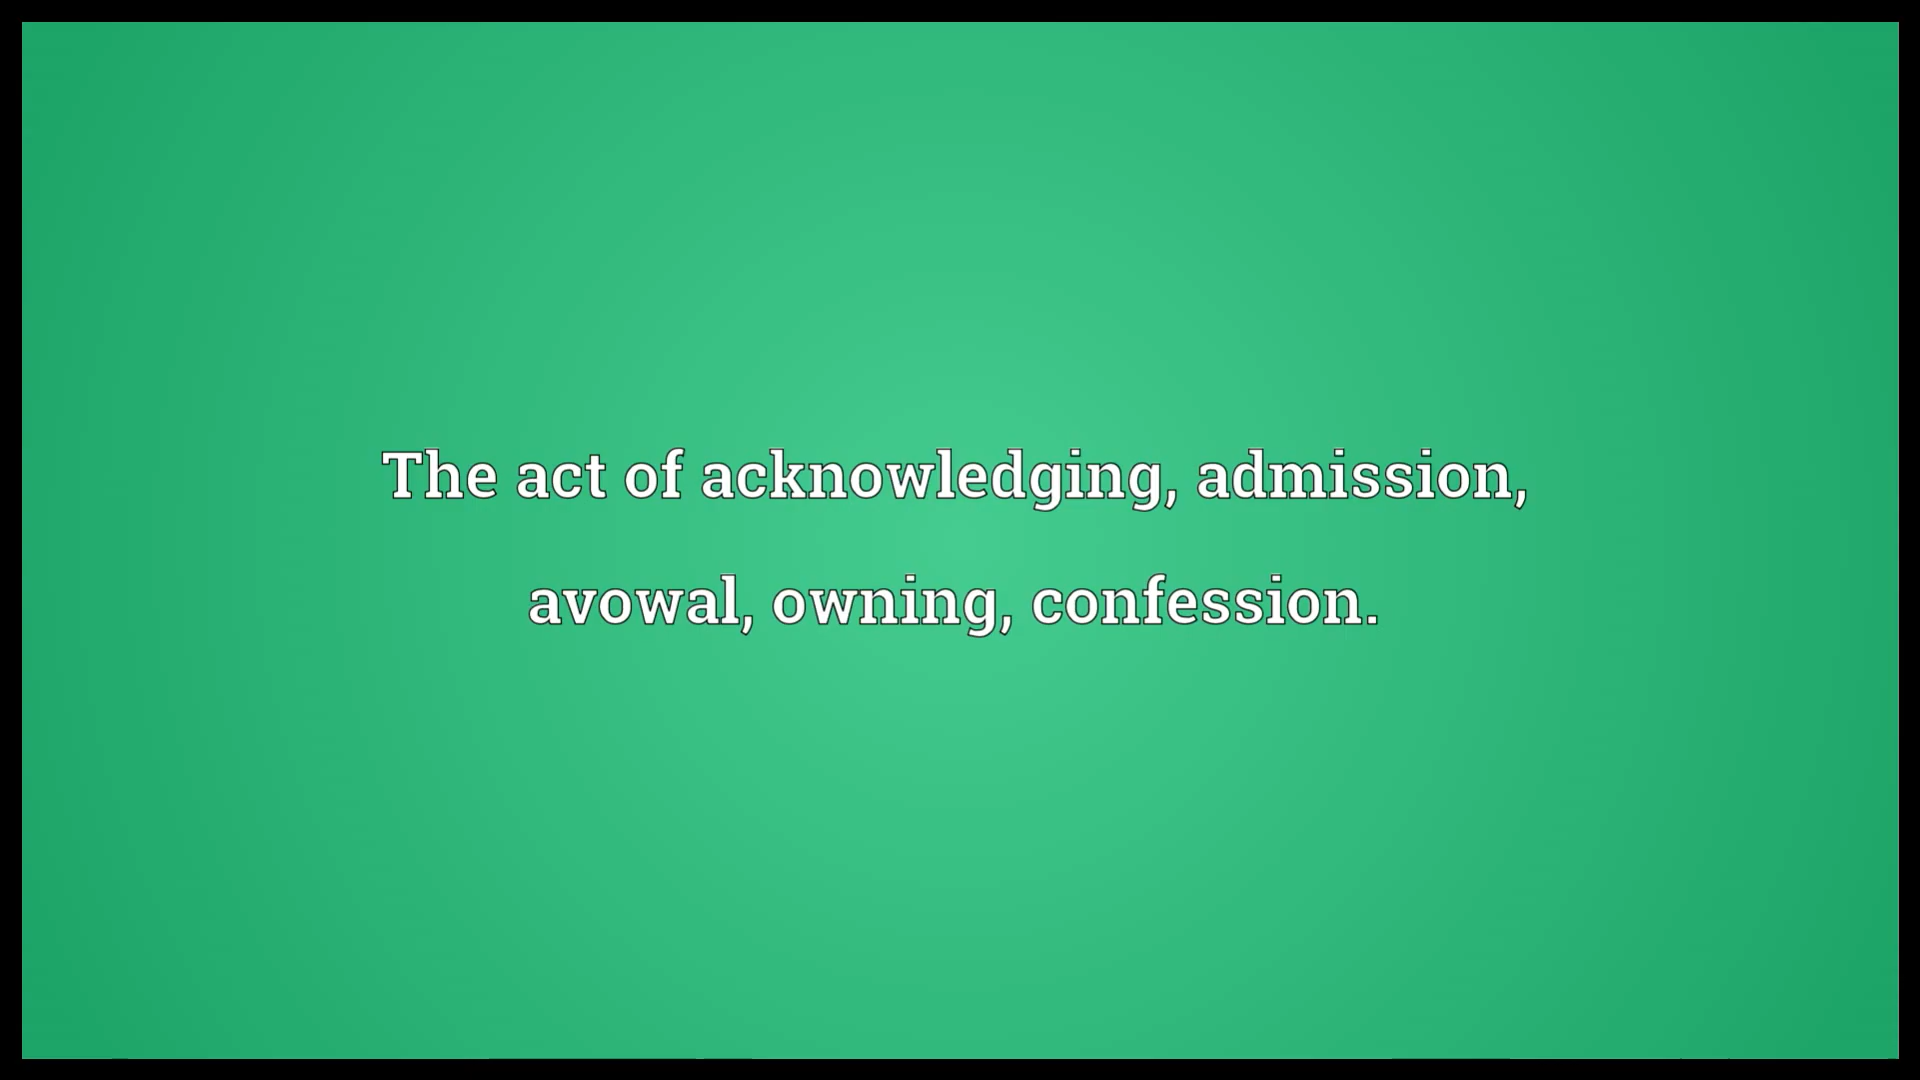 The act of acknowledging, admission,
avowal, owning, confession.